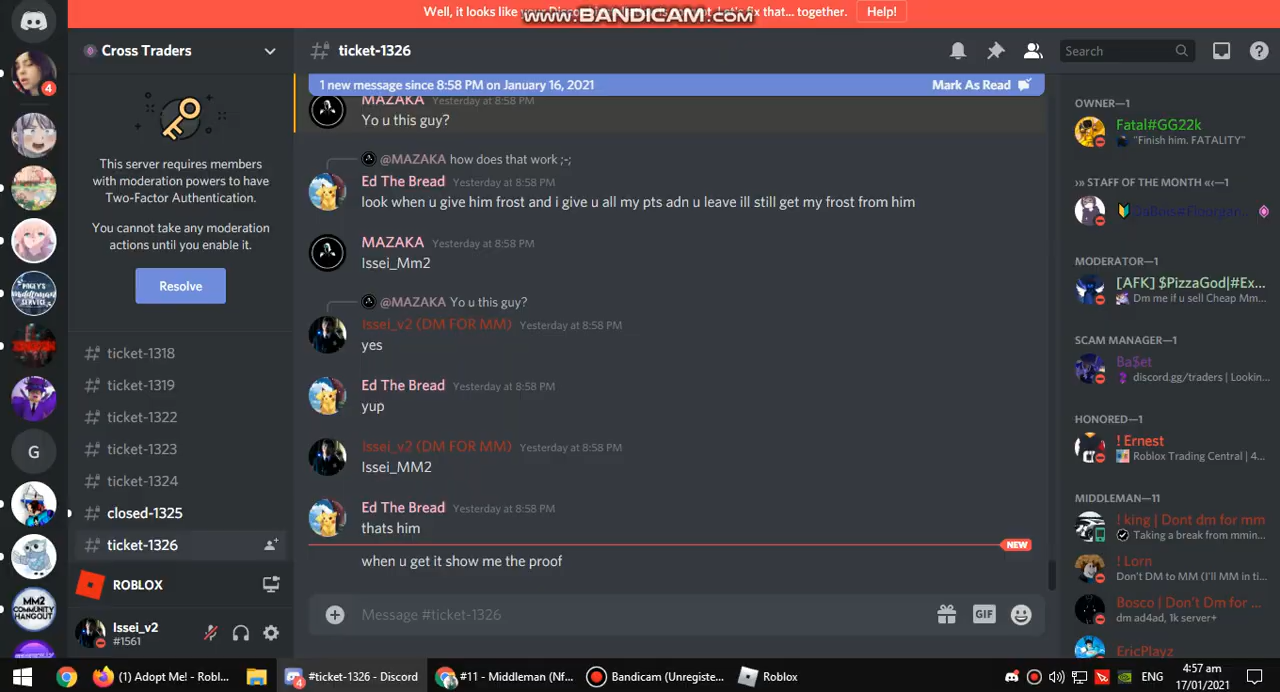 Well, it looks like
www.BANDICAM.com
together.
Help!
Cross Traders
ticket-1326
Search
1 new message since 8:58 PM on January 16, 2021
Mark As Read
This server requires members
with moderation powers to have
Two-Factor Authentication.
You cannot take any moderation
actions until you enable it.
Resolve
ticket-1318
ticket-1319
ticket-1322
ticket-1323
ticket-1324
closed-1325
ticket-1326
ROBLOX
Issei_v2
#1561
4
PAGEY'S
MIDDLEMAN
SERVICE
G
MM2
COMMUNITY
HANGOUT
MAZAKA Yesterday at 8:58 PM
Yo u this guy?
@MAZAKA how does that work ;-;
Ed The Bread Yesterday at 8:58 PM
look when u give him frost and i give u all my pts adn u leave ill still get my frost from him
MAZAKA Yesterday at 8:58 PM
Issei_Mm2
@MAZAKA Yo u this guy?
Issei_v2 (DM FOR MM) Yesterday at 8:58 PM
yes
Ed The Bread Yesterday at 8:58 PM
yup
Issei_v2 (DM FOR MM) Yesterday at 8:58 PM
Issei_MM2
Ed The Bread Yesterday at 8:58 PM
thats him
NEW
when u get it show me the proof
Message #ticket-1326
GIF
OWNER—1
Fatal#GG22k
"Finish him. FATALITY"
»» STAFF OF THE MONTH ««—1
MODERATOR—1
[AFK] $PizzaGod|#Ex...
Dm me if u sell Cheap Mm...
SCAM MANAGER—1
Ba$et
discord.gg/traders | Lookin...
HONORED—1
! Ernest
Roblox Trading Central | 4...
MIDDLEMAN—11
! king | Dont dm for mm
Taking a break from mmin...
! Lorn
Don't DM to MM (I'll MM in ti...
Bosco | Don't Dm for ...
dm ad4ad, 1k server+
EricPlayz
(1) Adopt Me! - Robl...
4
#ticket-1326 - Discord
#11 - Middleman (Nf...
Bandicam (Unregiste...
Roblox
ENG
4:57 am
17/01/2021